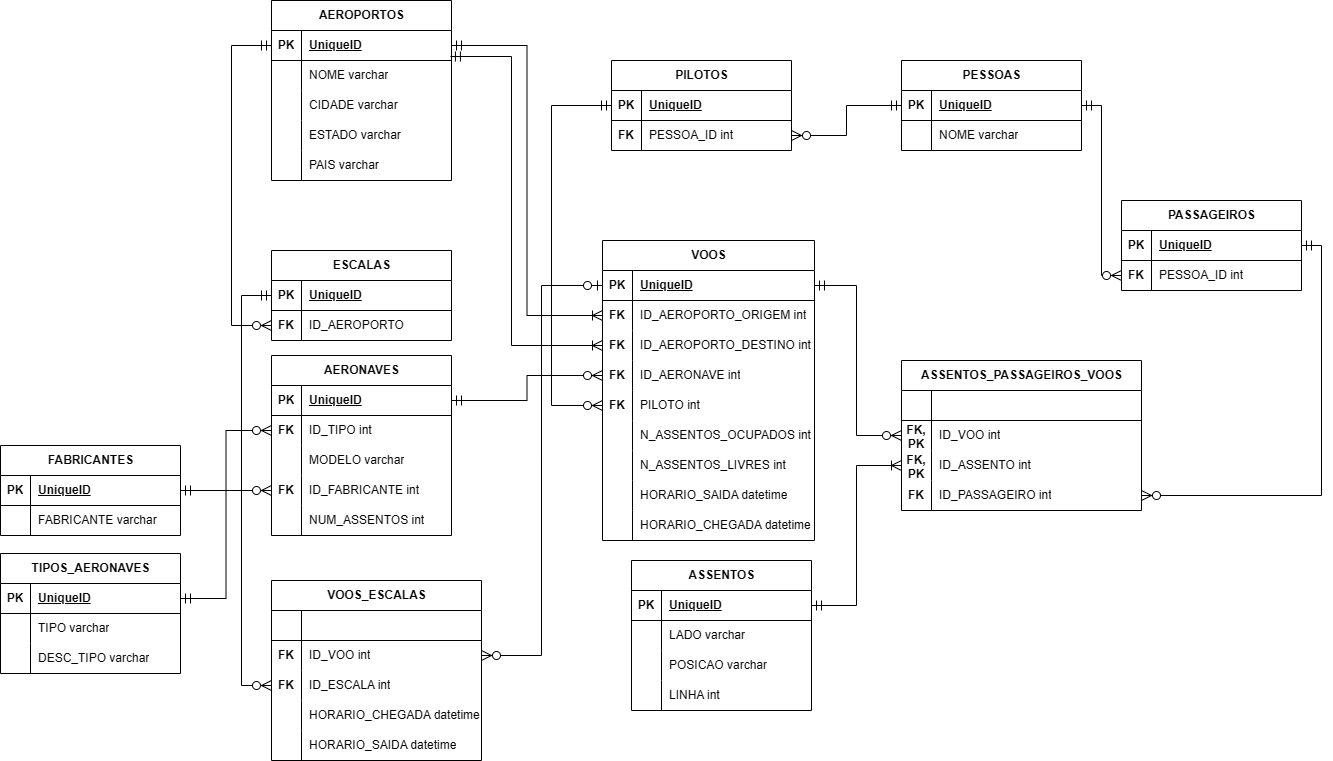 AEROPORTOS
PK UniqueID
NOME varchar
CIDADE varchar
ESTADO varchar
PAIS varchar
PILOTOS
PK UniqueID
FK PESSOA_ID int
PESSOAS
PK UniqueID
NOME varchar
PASSAGEIROS
PK UniqueID
FK PESSOA_ID int
ESCALAS
PK UniqueID
FK ID_AEROPORTO
VOOS
PK UniqueID
FK ID_AEROPORTO_ORIGEM int
FK ID_AEROPORTO_DESTINO int
FK ID_AERONAVE int
FK PILOTO int
N_ASSENTOS_OCUPADOS int
N_ASSENTOS_LIVRES int
HORARIO_SAIDA datetime
HORARIO_CHEGADA datetime
AERONAVES
PK UniqueID
FK ID_TIPO int
MODELO varchar
FK ID_FABRICANTE int
NUM_ASSENTOS int
ASSENTOS_PASSAGEIROS_VOOS
FK, PK ID_VOO int
FK, PK ID_ASSENTO int
FK ID_PASSAGEIRO int
FABRICANTES
PK UniqueID
FABRICANTE varchar
TIPOS_AERONAVES
PK UniqueID
TIPO varchar
DESC_TIPO varchar
VOOS_ESCALAS
FK ID_VOO int
FK ID_ESCALA int
HORARIO_CHEGADA datetime
HORARIO_SAIDA datetime
ASSENTOS
PK UniqueID
LADO varchar
POSICAO varchar
LINHA int